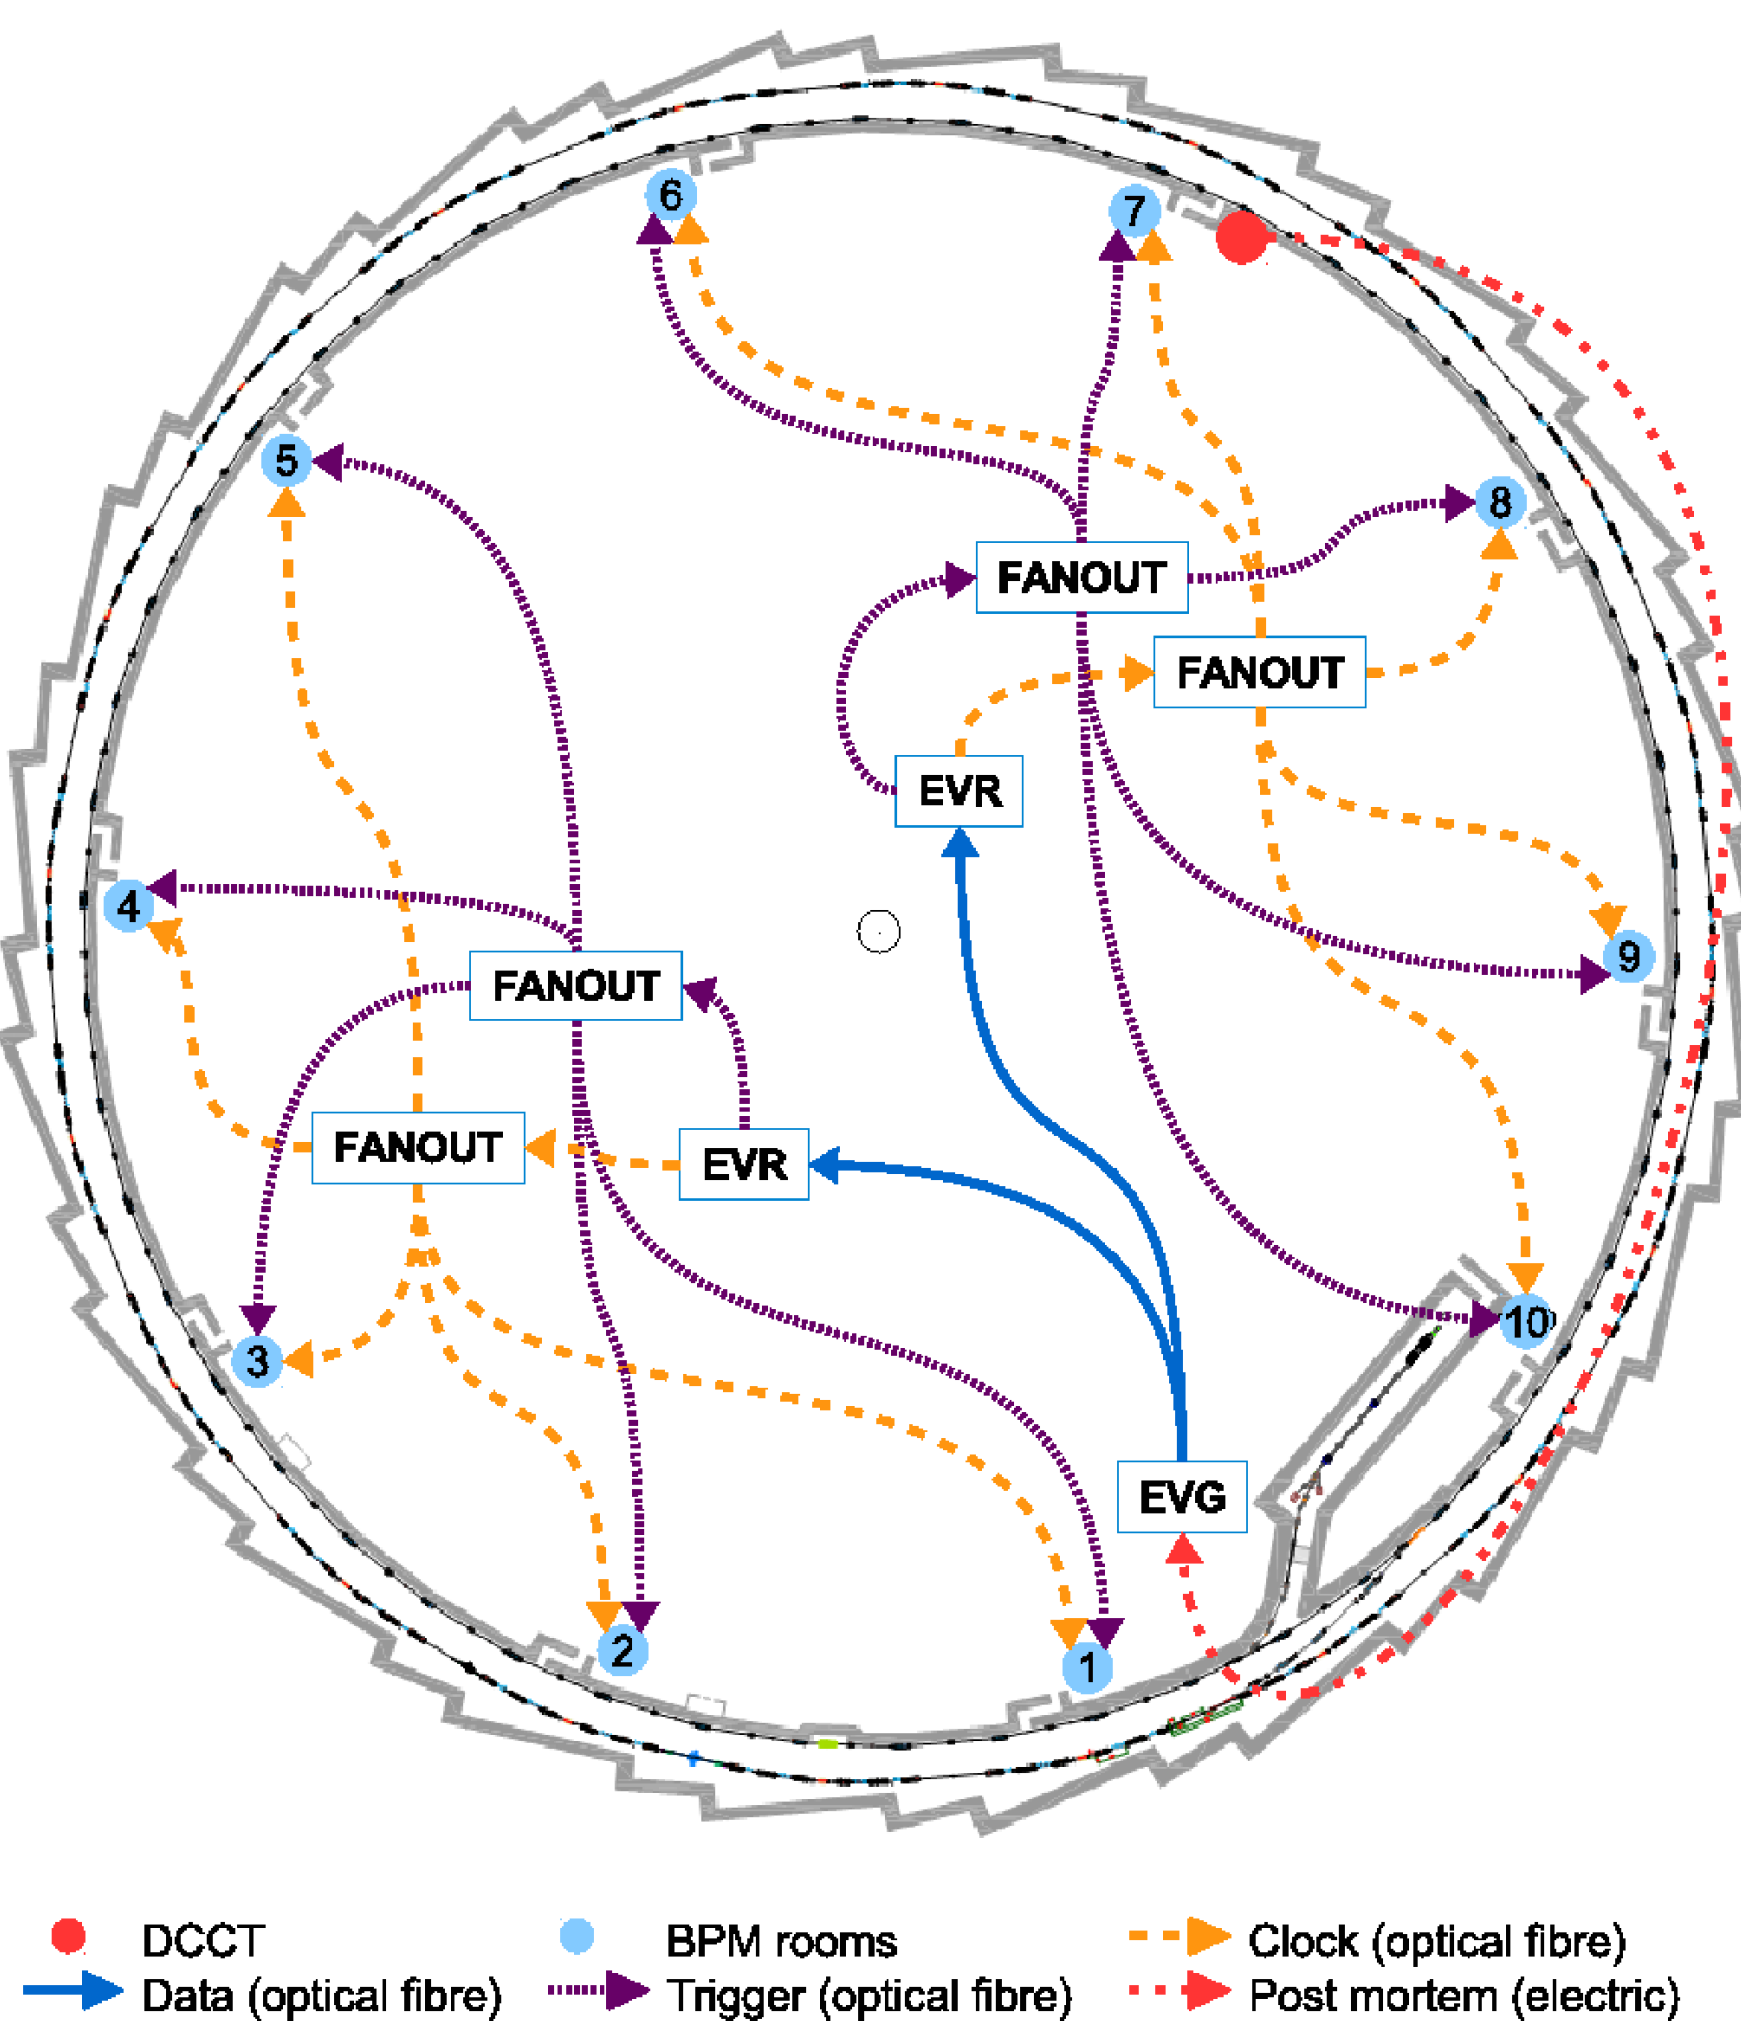 6
7
5
8
FANOUT
FANOUT
EVR
4
9
FANOUT
FANOUT
EVR
10
3
EVG
2
1
DCCT
BPM rooms
Clock (optical fibre)
Data (optical fibre)
Trigger (optical fibre)
Post mortem (electric)